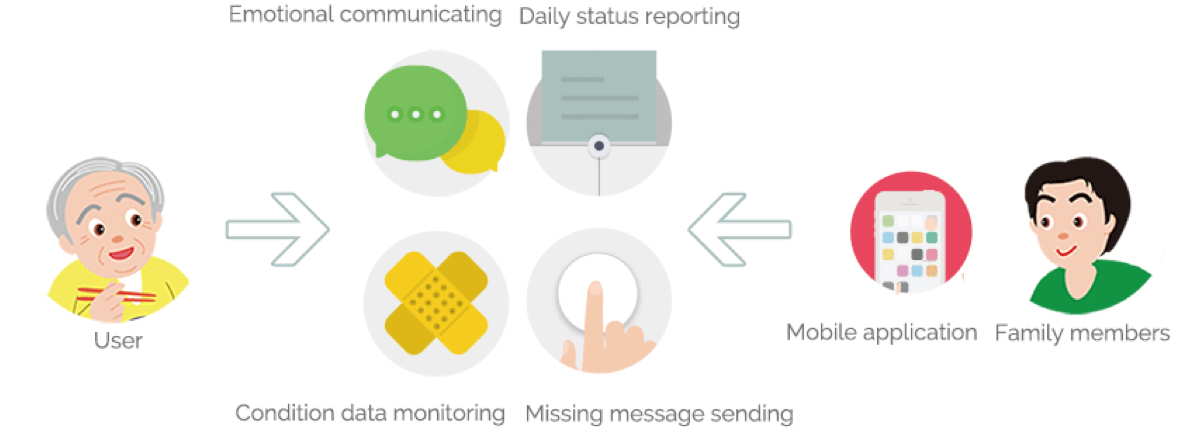 Emotional communicating
Daily status reporting
User
Mobile application
Family members
Condition data monitoring
Missing message sending